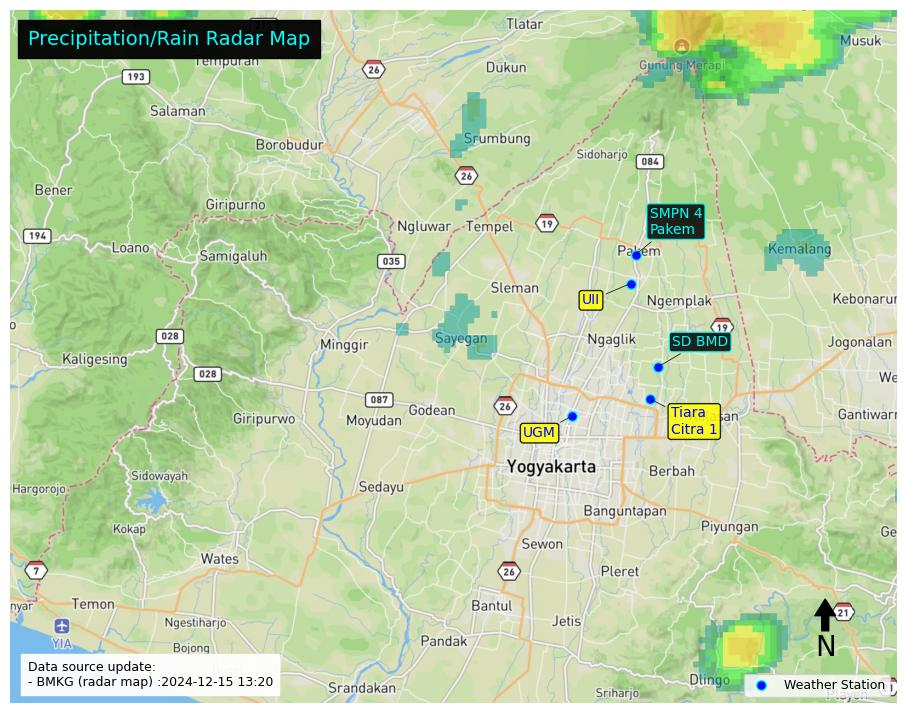 Precipitation/Rain Radar Map
Tlatar
Musuk
Tempuran
26
Dukun
Gunung Merapi
193
Salaman
Srumbung
Borobudur
Sidoharjo
084
26
Bener
Giripurno
SMPN 4
Pakem
194
Ngluwar
Tempel
19
Loano
Samigaluh
035
Pakem
Kemalang
Sleman
UII
Ngemplak
Kebonarun
19
028
Minggir
Sayegan
Ngaglik
SD BMD
Jogonalan
Kaligesing
028
087
Godean
26
Giripurwo
Moyudan
UGM
Tiara
Citra 1
Gantiwarn
Yogyakarta
Berbah
Sidowayah
Hargorojo
Sedayu
Kokap
Banguntapan
Piyungan
Sewon
Wates
7
26
Pleret
Temon
Bantul
21
Ngestiharjo
Jetis
YIA
Bojong
Pandak
N
Data source update:
- BMKG (radar map) :2024-12-15 13:20
Dlingo
Srandakan
Sriharjo
Weather Station
Playen